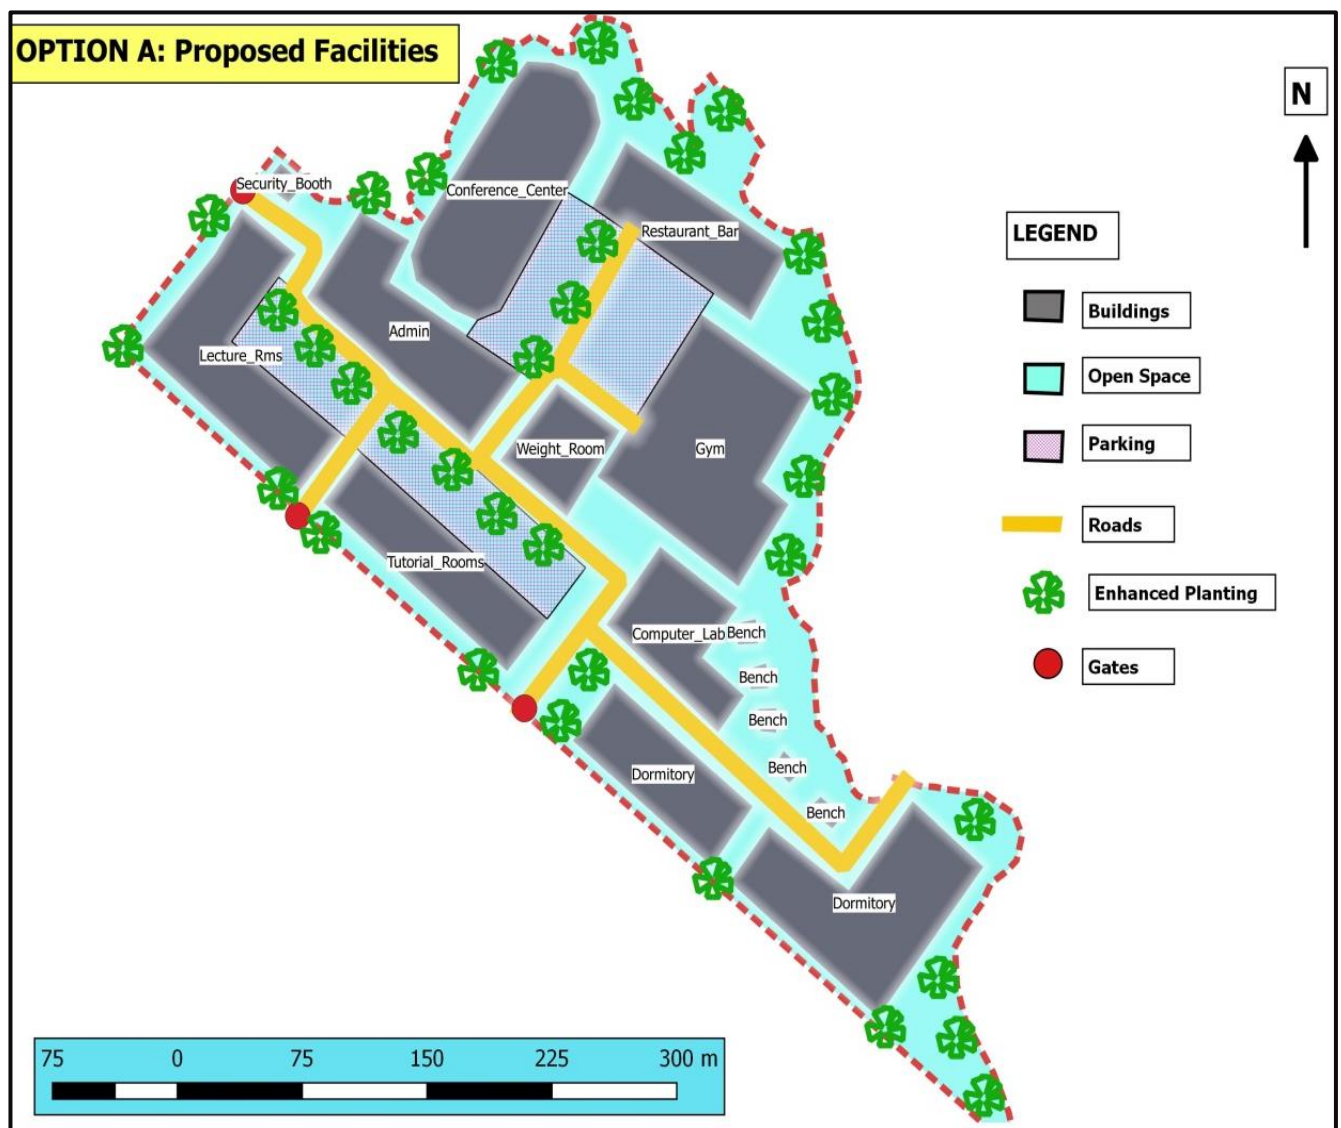 OPTION A: Proposed Facilities
N
Security_Booth
Conference_Center
Restaurant_Bar
LEGEND
Buildings
Admin
Lecture_Rms
Open Space
Parking
Weight_Room
Gym
Roads
Tutorial_Rooms
Enhanced Planting
Computer_Lab
Bench
Gates
Bench
Bench
Dormitory
Bench
Bench
Dormitory
75 0 75 150 225 300 m